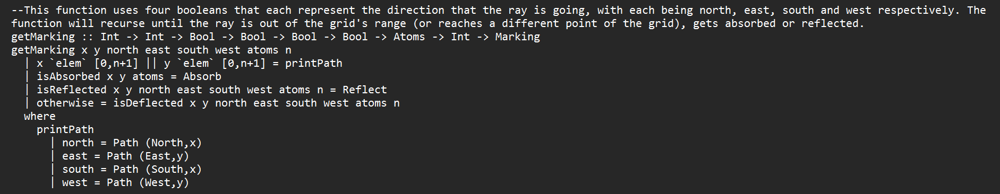 --This function uses four booleans that each represent the direction that the ray is going, with each being north, east, south and west respectively. The
function will recurse until the ray is out of the grid's range (or reaches a different point of the grid), gets absorbed or reflected.
getMarking :: Int -> Int -> Bool -> Bool -> Bool -> Bool -> Atoms -> Int -> Marking
getMarking x y north east south west atoms n
  | x `elem` [0,n+1] || y `elem` [0,n+1] = printPath
  | isAbsorbed x y atoms = Absorb
  | isReflected x y north east south west atoms n = Reflect
  | otherwise = isDeflected x y north east south west atoms n
  where
    printPath
      | north = Path (North,x)
      | east = Path (East,y)
      | south = Path (South,x)
      | west = Path (West,y)